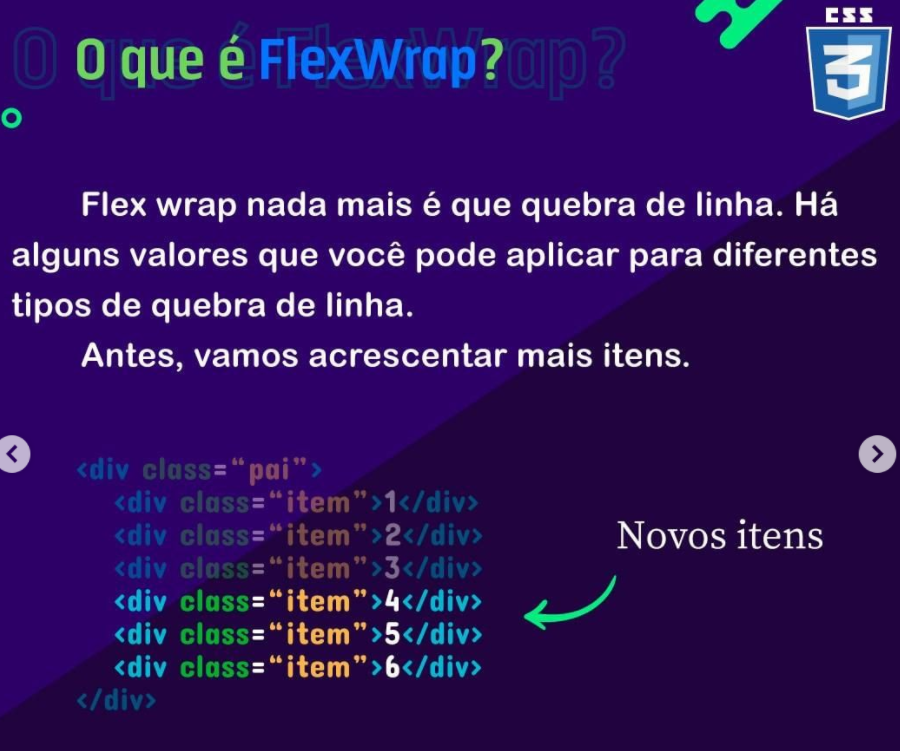 O que é FlexWrap?
CSS
3
Flex wrap nada mais é que quebra de linha. Há
alguns valores que você pode aplicar para diferentes
tipos de quebra de linha.
Antes, vamos acrescentar mais itens.
<div class=“pai”>
<div class=“item”>1</div>
<div class=“item”>2</div>
<div class=“item”>3</div>
<div class=“item”>4</div>
<div class=“item”>5</div>
<div class=“item”>6</div>
</div>
Novos itens